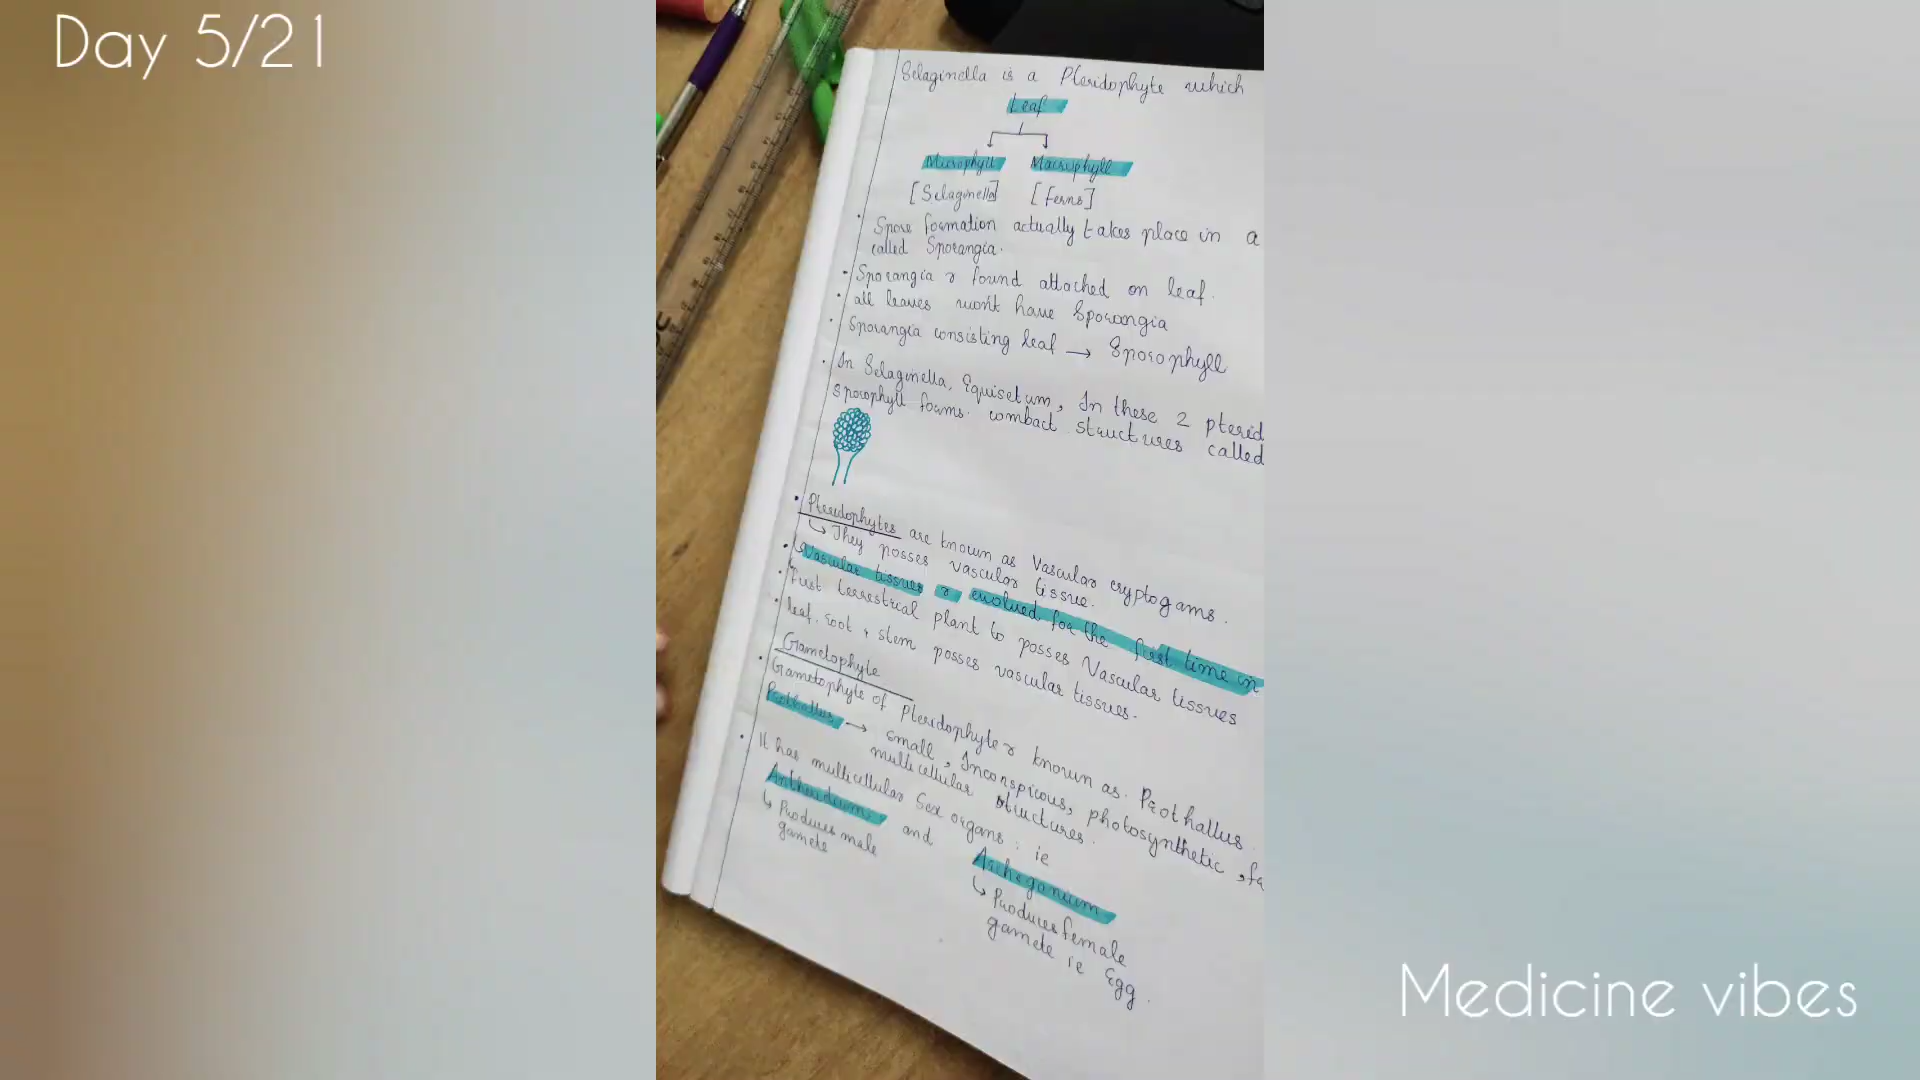 Day 5/21
Selaginella is a Pteridophyte which
Leaf
Microphyll Macrophyll
[Selaginella] [Ferns]
Spore formation actually takes place in a
called Sporangia.
Sporangia r found attached on leaf.
all leaves won't have Sporangia
Sporangia consisting leaf → Sporophyll
In Selaginella, Equisetum, In these 2 pterid
Sporophyll forms combact structures called
Pteridophytes are known as Vascular cryptogams.
↳ They posses vascular tissue.
↳ Vascular tissues r evolved for the first time in
First terrestrial plant to posses Vascular tissues
leaf, root & stem posses vascular tissues.
Gametophyte
Gametophyte of Pteridophyte r known as Prothallus.
Prothallus → small, Inconspicous, photosynthetic, fa
multicellular structures.
It has multicellular Sex organs: ie
Antheridium and Archegonium
↳ Produces male
gamete
↳ Produces female
gamete ie Egg.
Medicine vibes